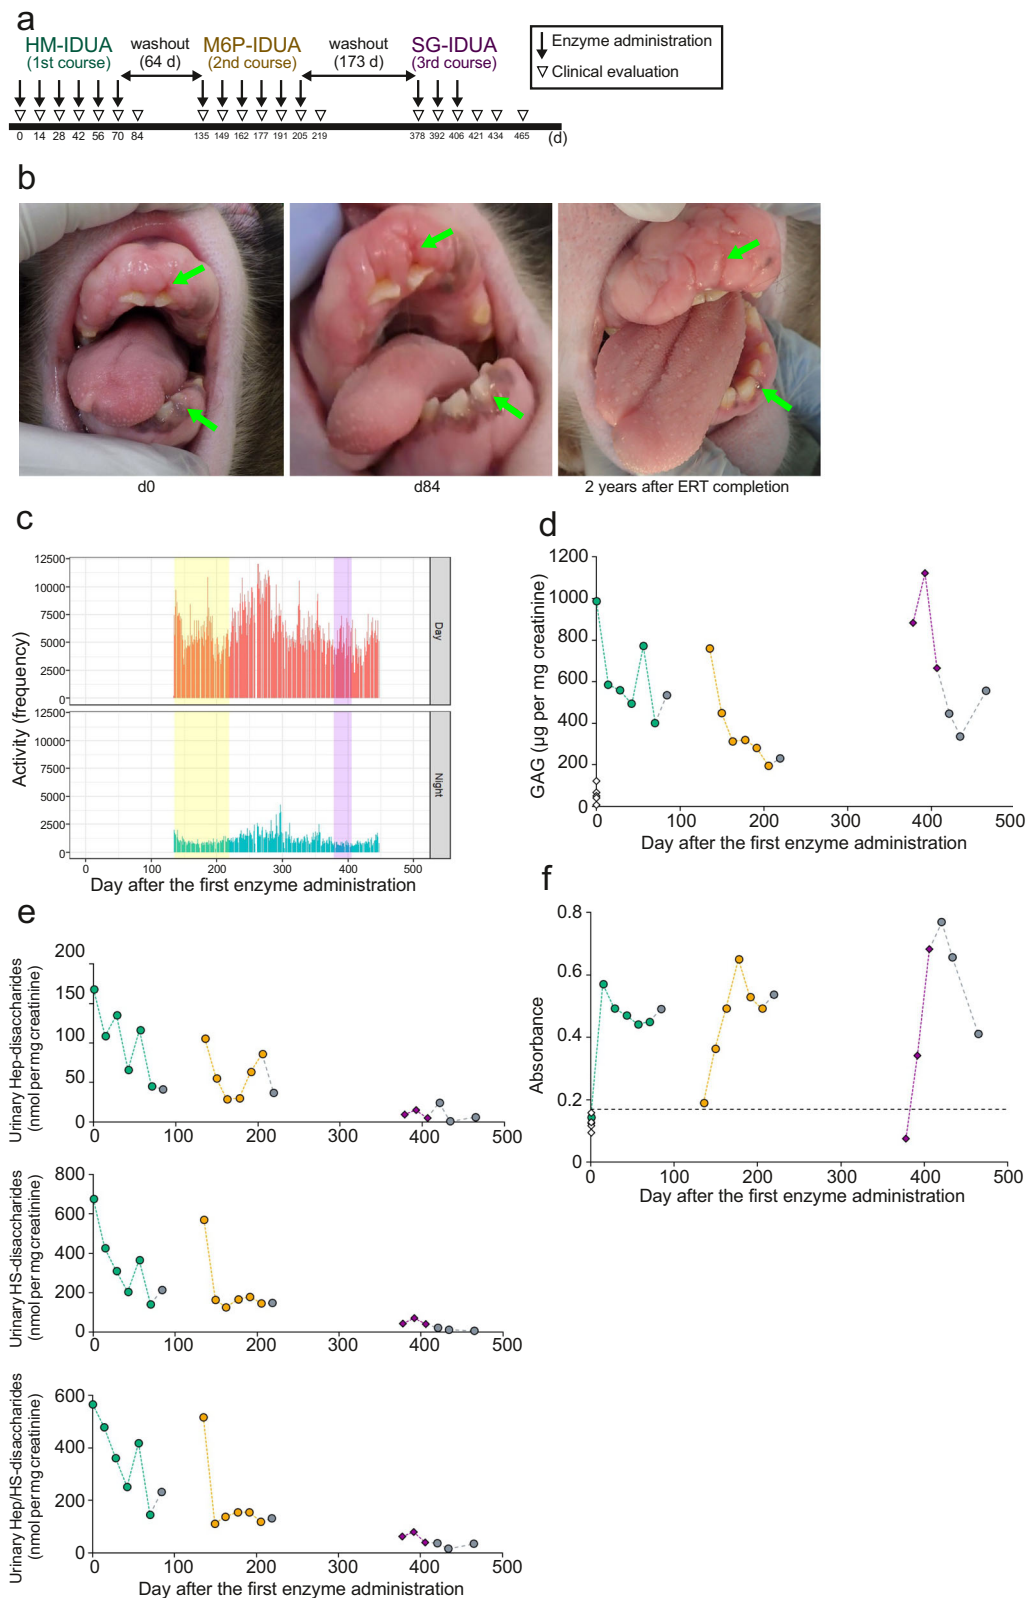 a
HM-IDUA
(1st course)
washout
(64 d)
M6P-IDUA
(2nd course)
washout
(173 d)
SG-IDUA
(3rd course)
Enzyme administration
Clinical evaluation
0 14 28 42 56 70 84 135 149 162 177 191 205 219 378 392 406 421 434 465 (d)
b
d0
d84
2 years after ERT completion
c
Activity (frequency)
12500
10000
7500
5000
2500
0
Day
12500
10000
7500
5000
2500
0
Night
0 100 200 300 400 500
Day after the first enzyme administration
d
GAG (µg per mg creatinine)
1200
1000
800
600
400
200
0
0 100 200 300 400 500
Day after the first enzyme administration
e
Urinary Hep-disaccharides
(nmol per mg creatinine)
200
150
100
50
0
0 100 200 300 400 500
Urinary HS-disaccharides
(nmol per mg creatinine)
800
600
400
200
0
0 100 200 300 400 500
Urinary Hep/HS-disaccharides
(nmol per mg creatinine)
600
400
200
0
0 100 200 300 400 500
Day after the first enzyme administration
f
Absorbance
0.8
0.6
0.4
0.2
0
0 100 200 300 400 500
Day after the first enzyme administration